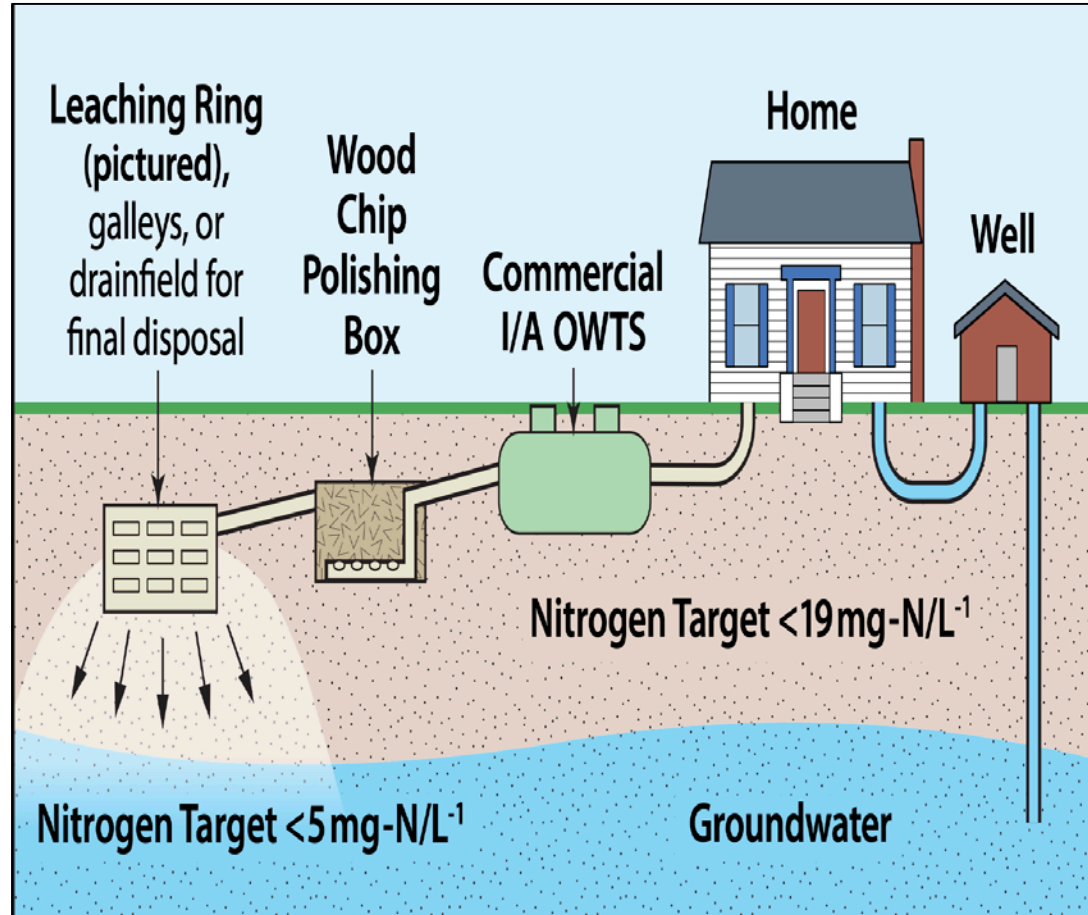 Leaching Ring
(pictured),
galleys, or
drainfield for
final disposal
Wood
Chip
Polishing
Box
Commercial
I/A OWTS
Home
Well
Nitrogen Target <19 mg-N/L⁻¹
Nitrogen Target <5 mg-N/L⁻¹
Groundwater